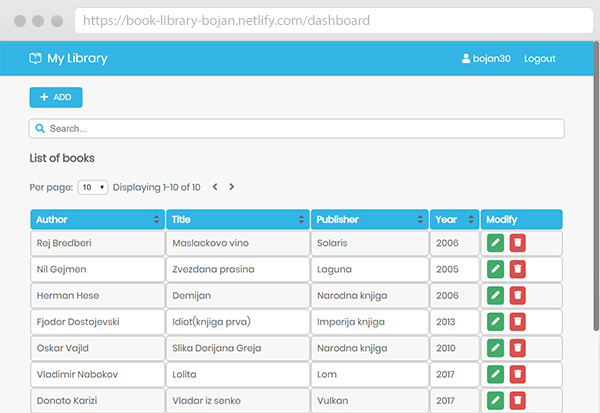 https://book-library-bojan.netlify.com/dashboard
My Library bojan30 Logout
+ ADD
Search...
List of books
Per page: 10 Displaying 1-10 of 10
Author Title Publisher Year Modify
Rej Bredberi Maslackovo vino Solaris 2006
Nil Gejmen Zvezdana prasina Laguna 2005
Herman Hese Demijan Narodna knjiga 2006
Fjodor Dostojevski Idiot(knjiga prva) Imperija knjiga 2013
Oskar Vajld Slika Dorijana Greja Narodna knjiga 2010
Vladimir Nabokov Lolita Lom 2017
Donato Karizi Vladar iz senke Vulkan 2017